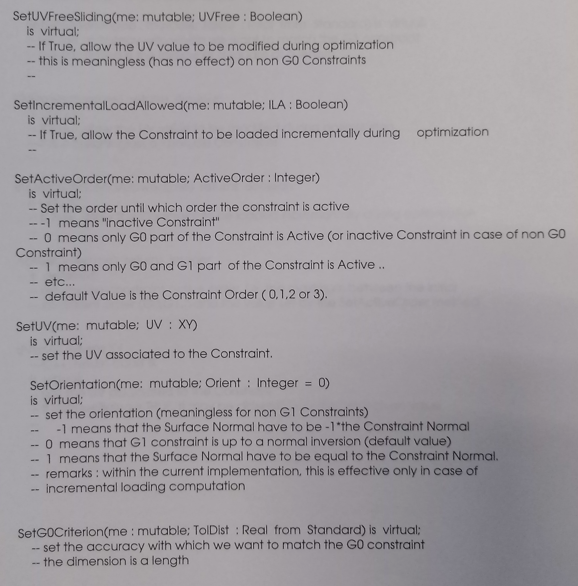 SetUVFreeSliding(me: mutable; UVFree : Boolean)
is virtual;
-- If True, allow the UV value to be modified during optimization
-- this is meaningless (has no effect) on non G0 Constraints
--
SetIncrementalLoadAllowed(me: mutable; ILA : Boolean)
is virtual;
-- If True, allow the Constraint to be loaded incrementally during optimization
--
SetActiveOrder(me: mutable; ActiveOrder : Integer)
is virtual;
-- Set the order until which order the constraint is active
-- -1 means "inactive Constraint"
-- 0 means only G0 part of the Constraint is Active (or inactive Constraint in case of non G0
Constraint)
-- 1 means only G0 and G1 part of the Constraint is Active ..
-- etc...
-- default Value is the Constraint Order ( 0,1,2 or 3).
SetUV(me: mutable; UV : XY)
is virtual;
-- set the UV associated to the Constraint.
SetOrientation(me: mutable; Orient : Integer = 0)
is virtual;
-- set the orientation (meaningless for non G1 Constraints)
-- -1 means that the Surface Normal have to be -1*the Constraint Normal
-- 0 means that G1 constraint is up to a normal inversion (default value)
-- 1 means that the Surface Normal have to be equal to the Constraint Normal.
-- remarks : within the current implementation, this is effective only in case of
-- incremental loading computation
SetG0Criterion(me : mutable; TolDist : Real from Standard) is virtual;
-- set the accuracy with which we want to match the G0 constraint
-- the dimension is a length